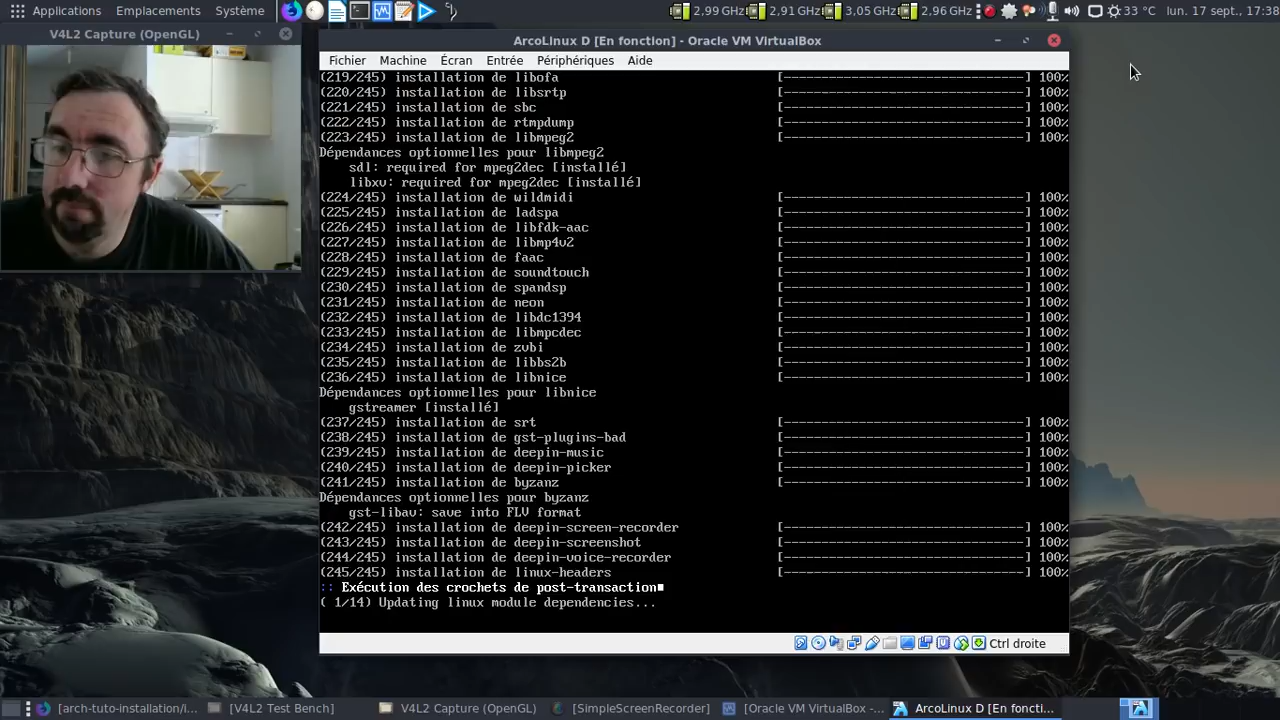 Applications Emplacements Système 2,99 GHz 2,91 GHz 3,05 GHz 2,96 GHz 33 °C lun. 17 sept., 17:38
V4L2 Capture (OpenGL)
ArcoLinux D [En fonction] - Oracle VM VirtualBox
Fichier Machine Écran Entrée Périphériques Aide
(219/245) installation de libofa [------------------------------] 100%
(220/245) installation de libsrtp [------------------------------] 100%
(221/245) installation de sbc [------------------------------] 100%
(222/245) installation de rtmpdump [------------------------------] 100%
(223/245) installation de libmpeg2 [------------------------------] 100%
Dépendances optionnelles pour libmpeg2
sdl: required for mpeg2dec [installé]
libxv: required for mpeg2dec [installé]
(224/245) installation de wildmidi [------------------------------] 100%
(225/245) installation de ladspa [------------------------------] 100%
(226/245) installation de libfdk-aac [------------------------------] 100%
(227/245) installation de libmp4v2 [------------------------------] 100%
(228/245) installation de faac [------------------------------] 100%
(229/245) installation de soundtouch [------------------------------] 100%
(230/245) installation de spandsp [------------------------------] 100%
(231/245) installation de neon [------------------------------] 100%
(232/245) installation de libdc1394 [------------------------------] 100%
(233/245) installation de libmpcdec [------------------------------] 100%
(234/245) installation de zvbi [------------------------------] 100%
(235/245) installation de libbs2b [------------------------------] 100%
(236/245) installation de libnice [------------------------------] 100%
Dépendances optionnelles pour libnice
gstreamer [installé]
(237/245) installation de srt [------------------------------] 100%
(238/245) installation de gst-plugins-bad [------------------------------] 100%
(239/245) installation de deepin-music [------------------------------] 100%
(240/245) installation de deepin-picker [------------------------------] 100%
(241/245) installation de byzanz [------------------------------] 100%
Dépendances optionnelles pour byzanz
gst-libav: save into FLV format
(242/245) installation de deepin-screen-recorder [------------------------------] 100%
(243/245) installation de deepin-screenshot [------------------------------] 100%
(244/245) installation de deepin-voice-recorder [------------------------------] 100%
(245/245) installation de linux-headers [------------------------------] 100%
:: Exécution des crochets de post-transaction
( 1/14) Updating linux module dependencies...
Ctrl droite
[arch-tuto-installation/i... [V4L2 Test Bench] V4L2 Capture (OpenGL) [SimpleScreenRecorder] [Oracle VM VirtualBox -... ArcoLinux D [En foncti...